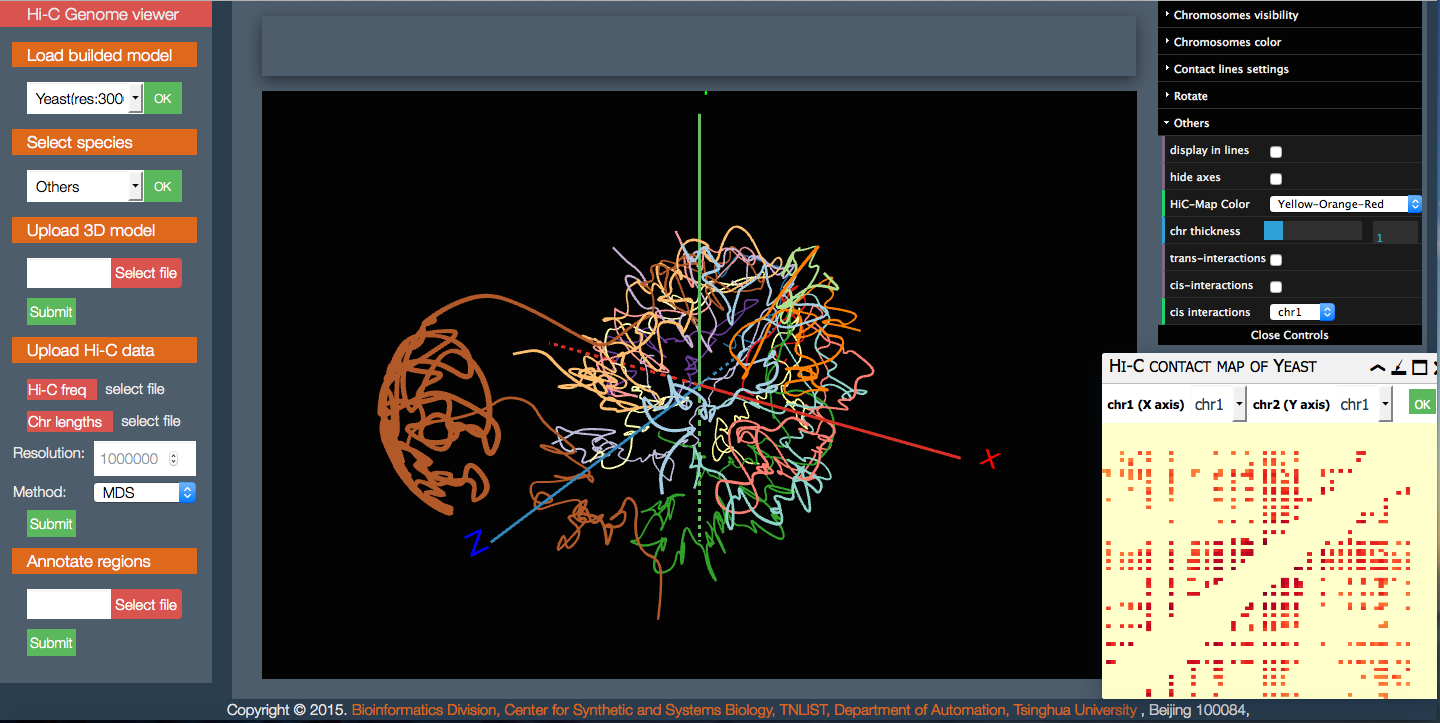 Hi-C Genome viewer
Load builded model
Yeast(res:300
OK
Select species
Others
OK
Upload 3D model
Select file
Submit
Upload Hi-C data
Hi-C freq select file
Chr lengths select file
Resolution: 1000000
Method: MDS
Submit
Annotate regions
Select file
Submit
X
Z
Chromosomes visibility
Chromosomes color
Contact lines settings
Rotate
Others
display in lines
hide axes
HiC-Map Color Yellow-Orange-Red
chr thickness 1
trans-interactions
cis-interactions
cis interactions chr1
Close Controls
Hi-C contact map of Yeast
chr1 (X axis) chr1 chr2 (Y axis) chr1 OK
Copyright © 2015. Bioinformatics Division, Center for Synthetic and Systems Biology, TNLIST, Department of Automation, Tsinghua University , Beijing 100084,